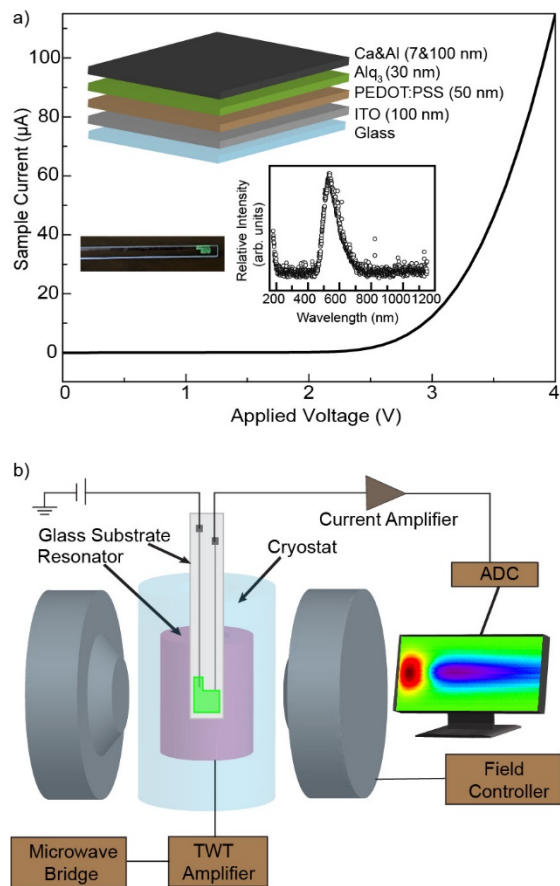 a)
120
100
80
60
40
20
0
Sample Current (µA)
Ca&Al (7&100 nm)
Alq₃ (30 nm)
PEDOT:PSS (50 nm)
ITO (100 nm)
Glass
Relative Intensity
(arb. units)
200 400 600 800 1000 1200
Wavelength (nm)
0 1 2 3 4
Applied Voltage (V)
b)
Glass Substrate
Resonator
Cryostat
Current Amplifier
ADC
Field
Controller
Microwave
Bridge
TWT
Amplifier